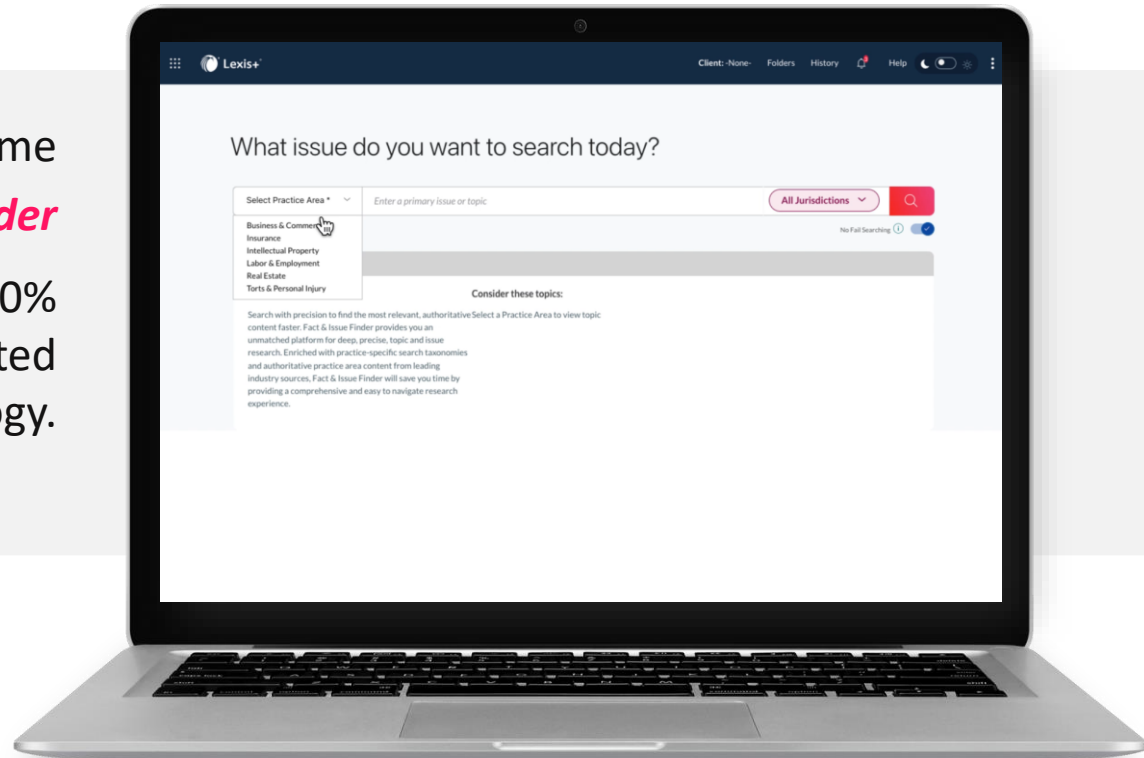 me
der
0%
ted
ogy.
Lexis+
Client: -None- Folders History Help
What issue do you want to search today?
Select Practice Area * Enter a primary issue or topic All Jurisdictions
No Fail Searching
Business & Commer
Insurance
Intellectual Property
Labor & Employment
Real Estate
Torts & Personal Injury
Consider these topics:
Search with precision to find the most relevant, authoritative Select a Practice Area to view topic
content faster. Fact & Issue Finder provides you an
unmatched platform for deep, precise, topic and issue
research. Enriched with practice-specific search taxonomies
and authoritative practice area content from leading
industry sources, Fact & Issue Finder will save you time by
providing a comprehensive and easy to navigate research
experience.